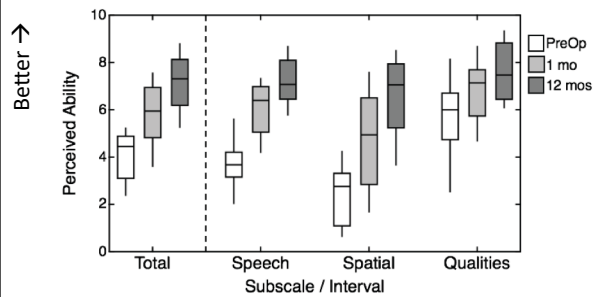 Better →
Perceived Ability
10
8
6
4
2
0
PreOp
1 mo
12 mos
Total Speech Spatial Qualities
Subscale / Interval